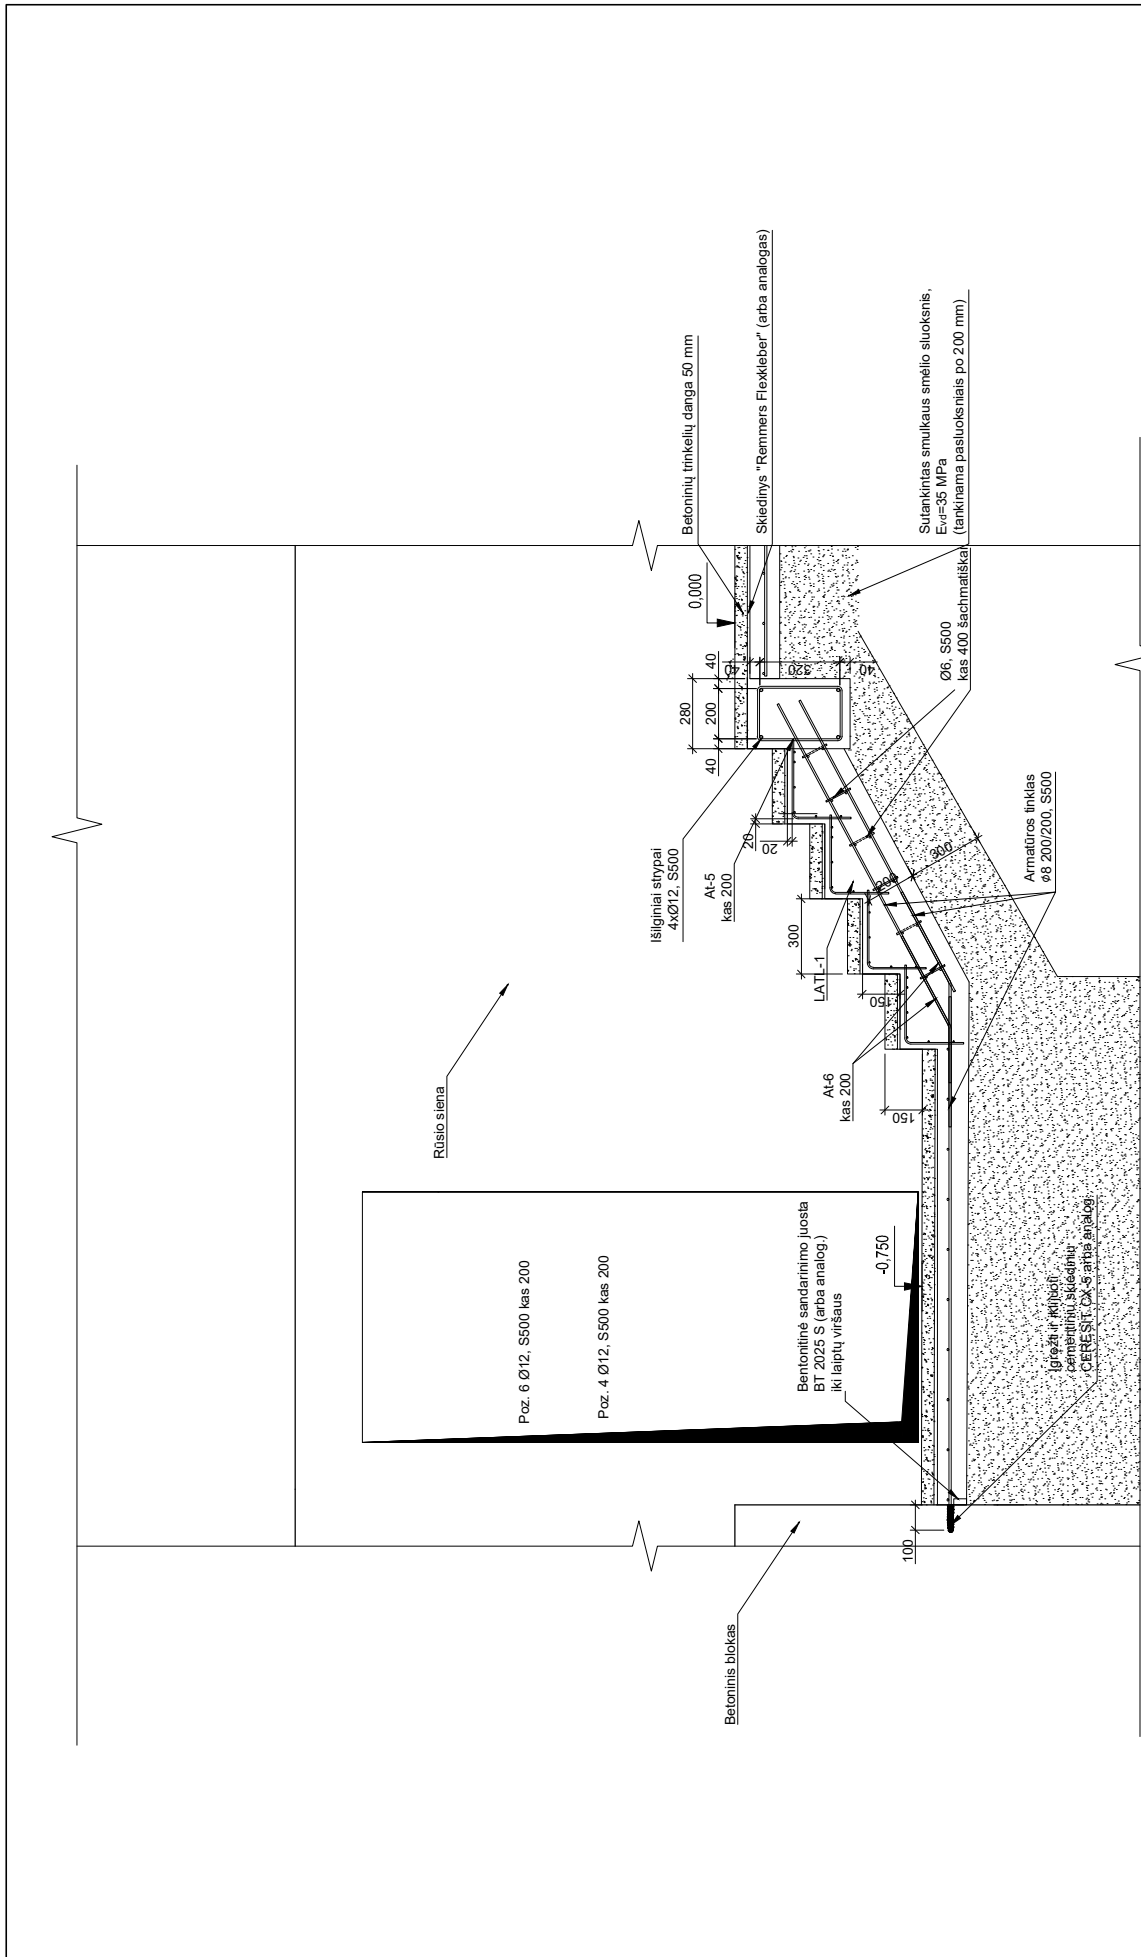 Rūsio siena
Poz. 6 Ø12, S500 kas 200
Poz. 4 Ø12, S500 kas 200
Betoninių trinkelių danga 50 mm
Skiedinys "Remmers Flexkleber" (arba analogas)
0,000
Sutankintas smulkaus smėlio sluoksnis,
Evd=35 MPa
(tankinama pasluoksniais po 200 mm)
Ø6, S500
kas 400 šachmatiškai
Armatūros tinklas
ø8 200/200, S500
Išilginiai strypai
4xØ12, S500
At-5
kas 200
LATL-1
At-6
kas 200
40
200
40
280
40
320
40
20
20
300
150
150
200
300
Bentonitinė sandarinimo juosta
BT 2025 S (arba analog.)
iki laiptų viršaus
-0,750
Įgręžti ir įklijuoti
cementiniu skiediniu
CERESIT CX-5 arba analog.
100
Betoninis blokas